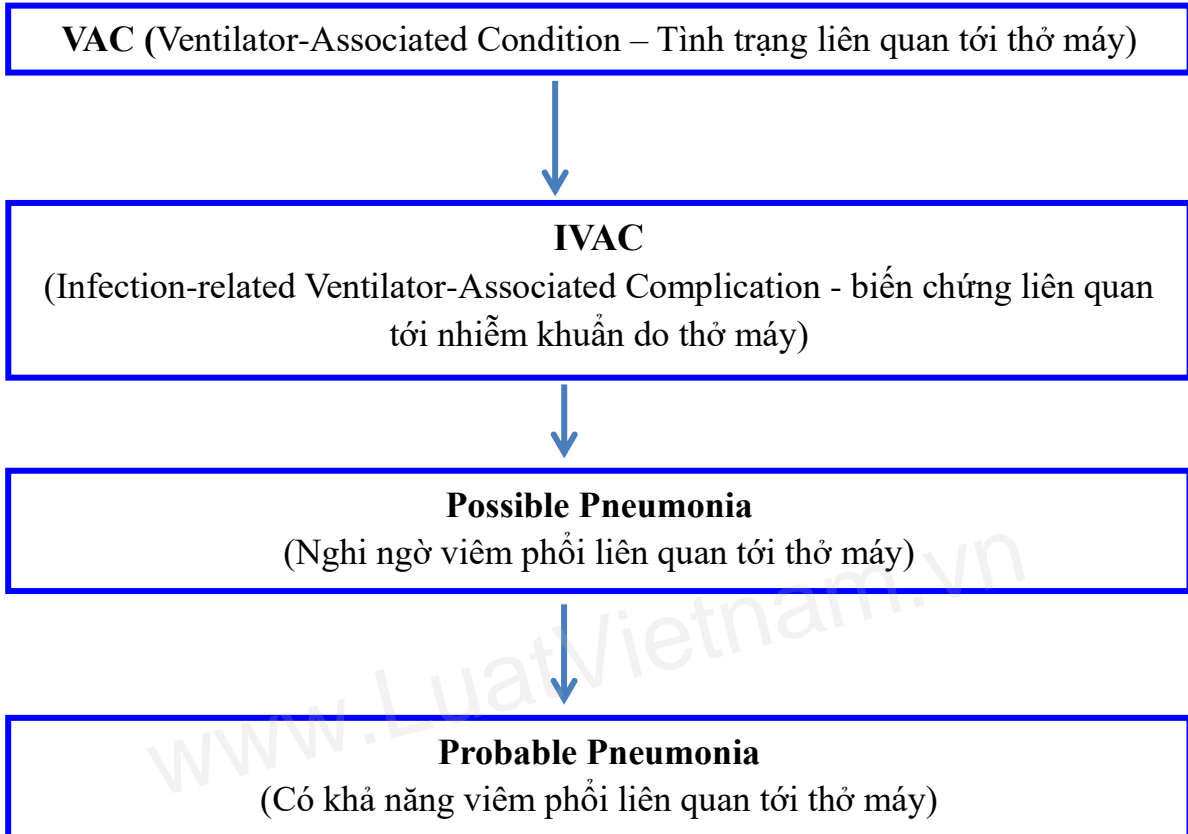 VAC (Ventilator-Associated Condition – Tình trạng liên quan tới thở máy)
IVAC
(Infection-related Ventilator-Associated Complication - biến chứng liên quan
tới nhiễm khuẩn do thở máy)
Possible Pneumonia
(Nghi ngờ viêm phổi liên quan tới thở máy)
www.LuatVietnam.vn
Probable Pneumonia
(Có khả năng viêm phổi liên quan tới thở máy)